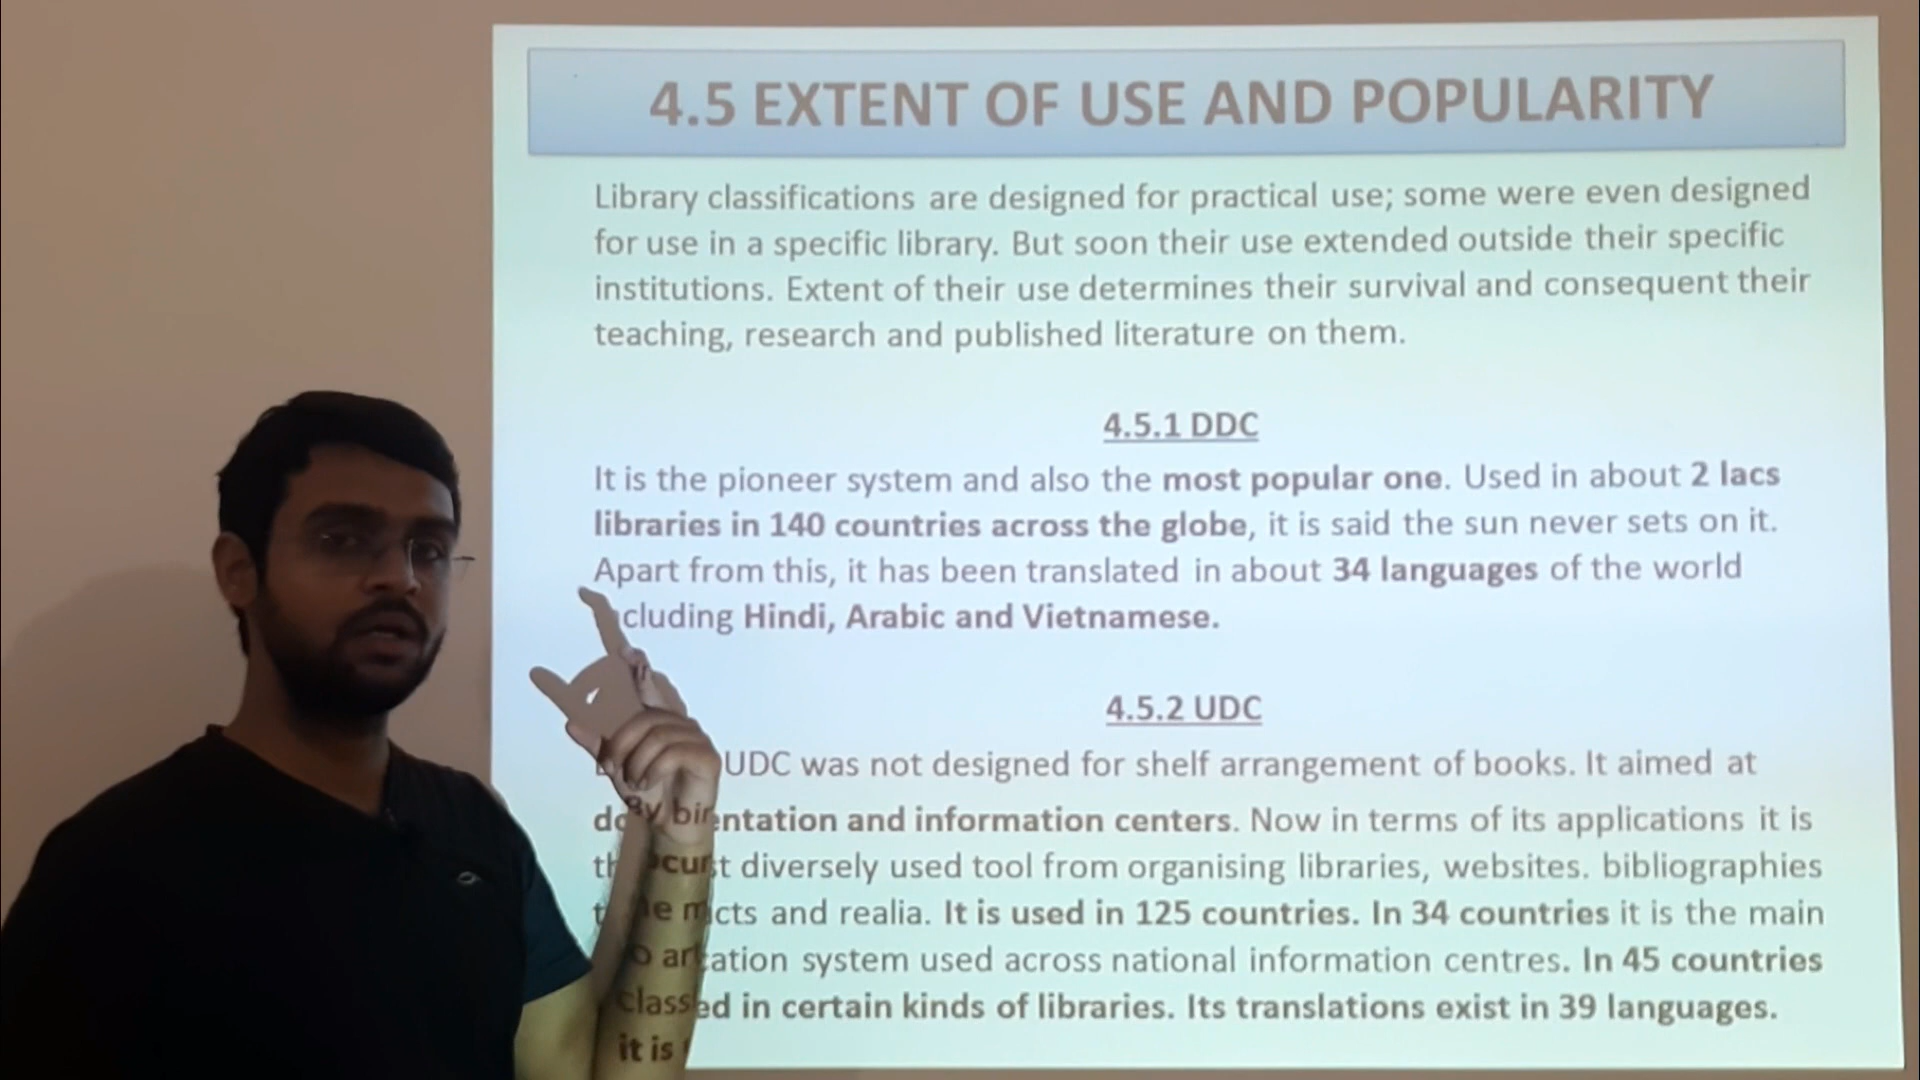 4.5 EXTENT OF USE AND POPULARITY
Library classifications are designed for practical use; some were even designed
for use in a specific library. But soon their use extended outside their specific
institutions. Extent of their use determines their survival and consequent their
teaching, research and published literature on them.
4.5.1 DDC
It is the pioneer system and also the most popular one. Used in about 2 lacs
libraries in 140 countries across the globe, it is said the sun never sets on it.
Apart from this, it has been translated in about 34 languages of the world
cluding Hindi, Arabic and Vietnamese.
4.5.2 UDC
By bir UDC was not designed for shelf arrangement of books. It aimed at
do cu entation and information centers. Now in terms of its applications it is
th e m t diversely used tool from organising libraries, websites. bibliographies
t o ar cts and realia. It is used in 125 countries. In 34 countries it is the main
class ation system used across national information centres. In 45 countries
it is ed in certain kinds of libraries. Its translations exist in 39 languages.